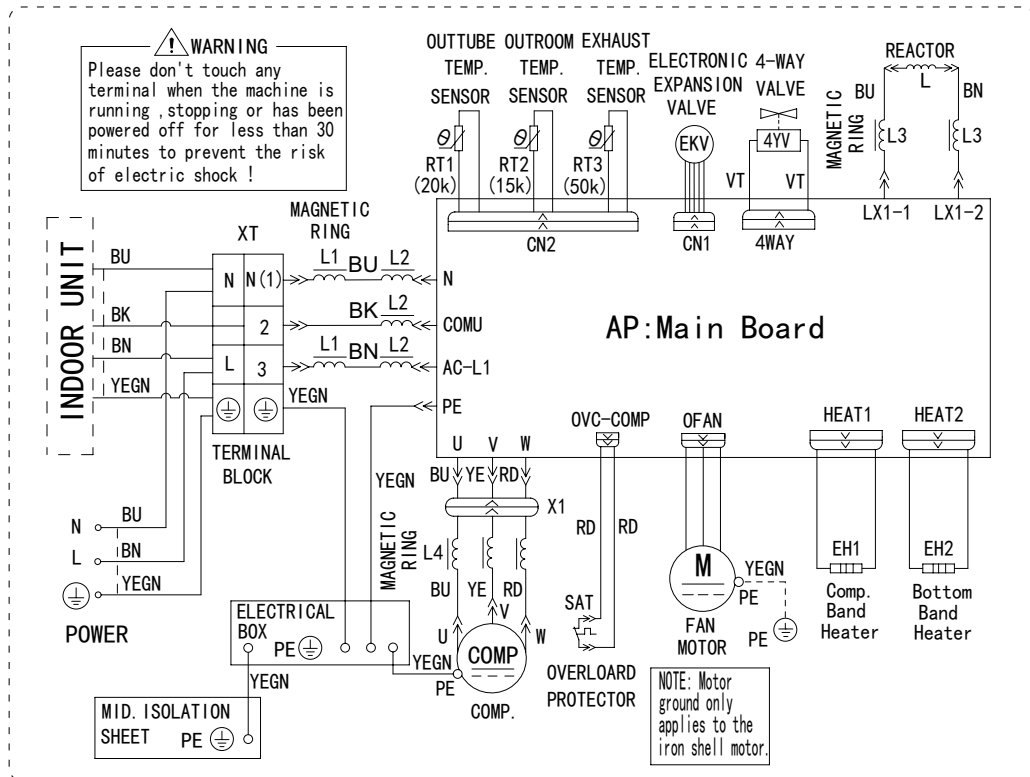 WARNING
Please don't touch any
terminal when the machine is
running ,stopping or has been
powered off for less than 30
minutes to prevent the risk
of electric shock !
OUTTUBE
TEMP.
SENSOR
OUTROOM
TEMP.
SENSOR
EXHAUST
TEMP.
SENSOR
ELECTRONIC
EXPANSION
VALVE
4-WAY
VALVE
REACTOR
L
BU
BN
MAGNETIC
RING
L3
L3
θ
RT1
(20k)
θ
RT2
(15k)
θ
RT3
(50k)
EKV
4YV
VT
VT
CN2
CN1
4WAY
LX1-1
LX1-2
INDOOR UNIT
BU
BK
BN
YEGN
XT
N
N(1)
2
L
3
TERMINAL
BLOCK
MAGNETIC
RING
L1
BU
L2
N
BK
L2
COMU
L1
BN
L2
AC-L1
YEGN
PE
AP:Main Board
YEGN
U
V
W
BU
YE
RD
X1
OVC-COMP
OFAN
HEAT1
HEAT2
MAGNETIC
RING
L4
BU
YE
RD
U
V
W
COMP
COMP.
YEGN
PE
RD
RD
SAT
OVERLOARD
PROTECTOR
M
FAN
MOTOR
YEGN
PE
PE
EH1
Comp.
Band
Heater
EH2
Bottom
Band
Heater
N
BU
L
BN
YEGN
POWER
ELECTRICAL
BOX
PE
YEGN
MID.ISOLATION
SHEET
PE
NOTE: Motor
ground only
applies to the
iron shell motor.